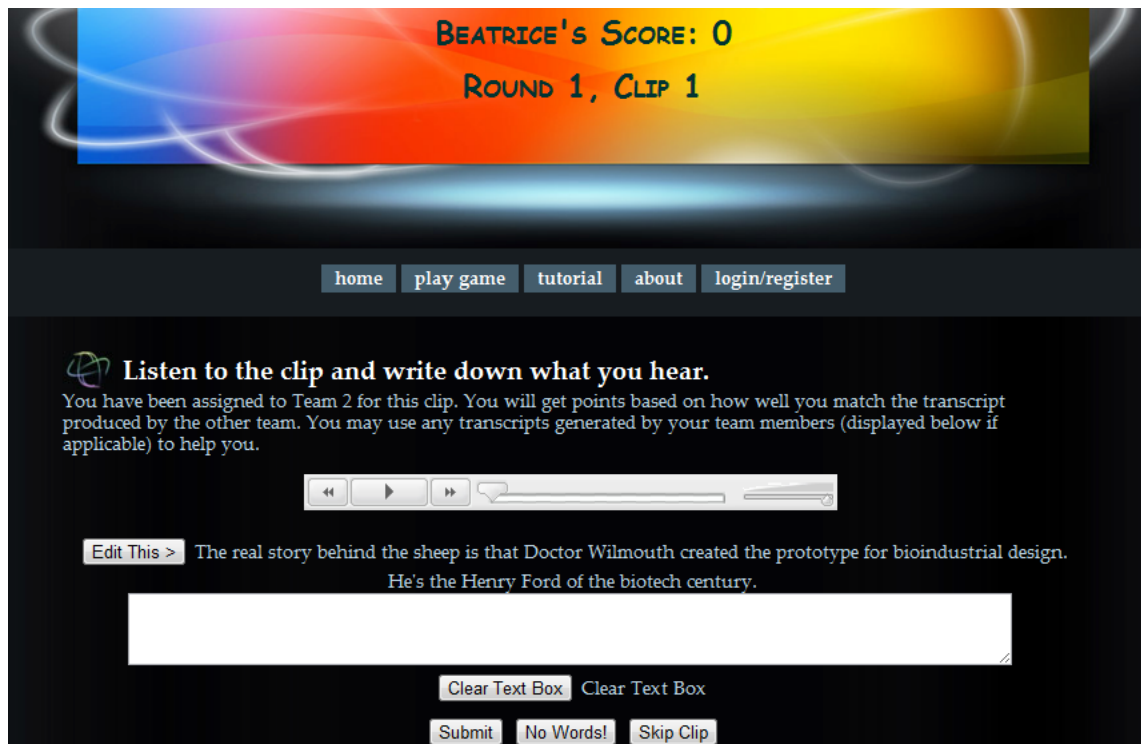 Beatrice's Score: 0
Round 1, Clip 1
home play game tutorial about login/register
Listen to the clip and write down what you hear.
You have been assigned to Team 2 for this clip. You will get points based on how well you match the transcript
produced by the other team. You may use any transcripts generated by your team members (displayed below if
applicable) to help you.
Edit This > The real story behind the sheep is that Doctor Wilmouth created the prototype for bioindustrial design.
He's the Henry Ford of the biotech century.
Clear Text Box Clear Text Box
Submit No Words! Skip Clip